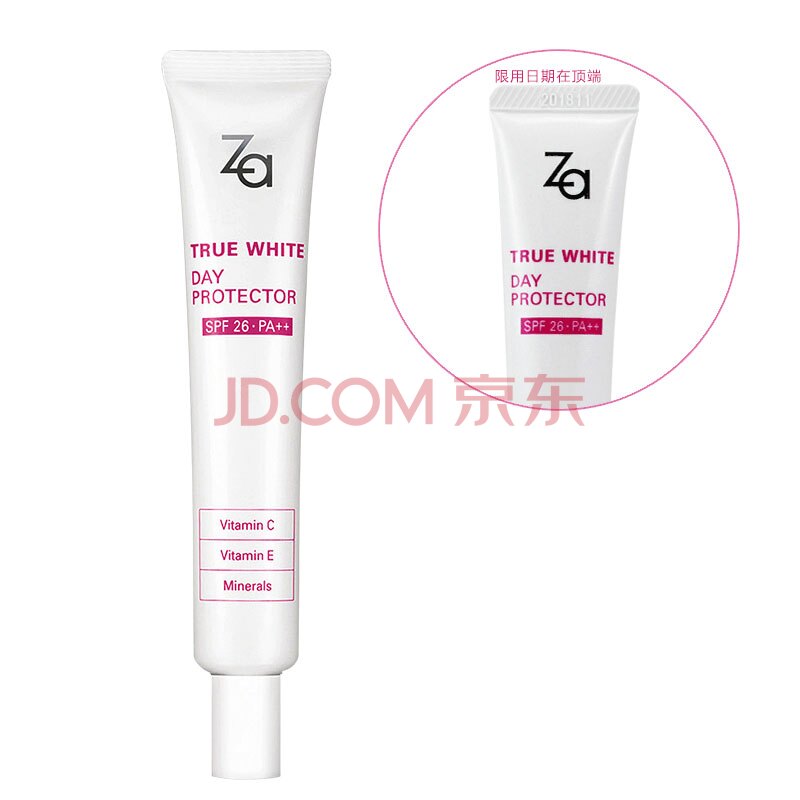 Za
TRUE WHITE
DAY
PROTECTOR
SPF 26·PA++
Vitamin C
Vitamin E
Minerals
限用日期在顶端
201811
Za
TRUE WHITE
DAY
PROTECTOR
SPF 26·PA++
JD.COM 京东